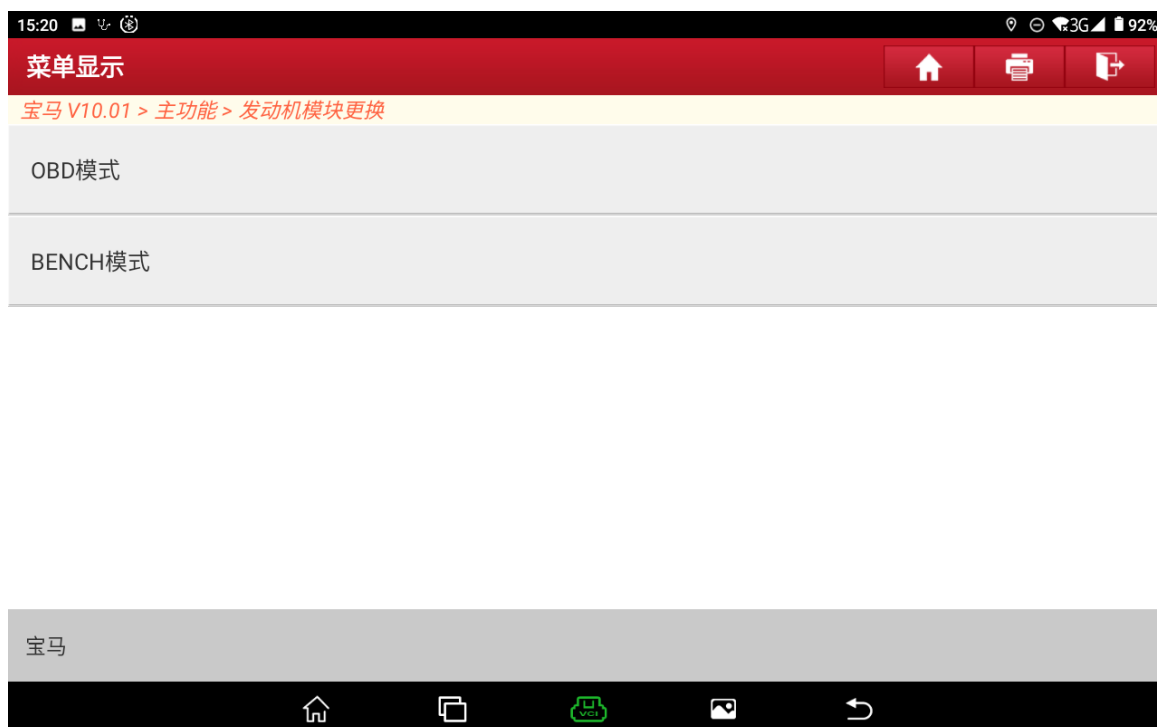 15:20 3G 92%
菜单显示
宝马 V10.01 > 主功能 > 发动机模块更换
OBD模式
BENCH模式
宝马
VCI